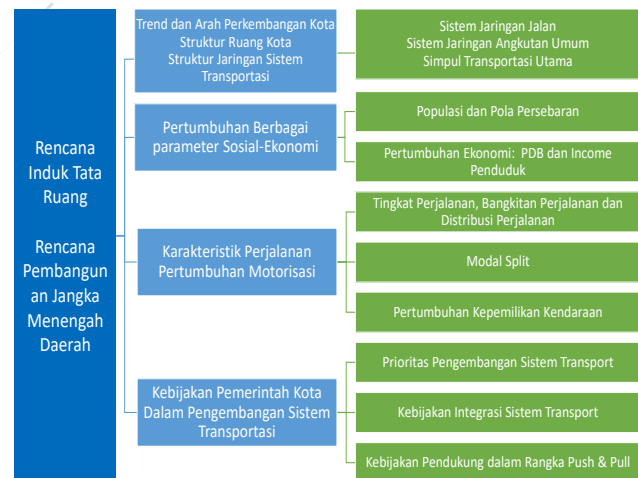 Rencana
Induk Tata
Ruang
Rencana
Pembangun
an Jangka
Menengah
Daerah
Trend dan Arah Perkembangan Kota
Struktur Ruang Kota
Struktur Jaringan Sistem
Transportasi
Sistem Jaringan Jalan
Sistem Jaringan Angkutan Umum
Simpul Transportasi Utama
Pertumbuhan Berbagai
parameter Sosial-Ekonomi
Populasi dan Pola Persebaran
Pertumbuhan Ekonomi: PDB dan Income
Penduduk
Karakteristik Perjalanan
Pertumbuhan Motorisasi
Tingkat Perjalanan, Bangkitan Perjalanan dan
Distribusi Perjalanan
Modal Split
Pertumbuhan Kepemilikan Kendaraan
Kebijakan Pemerintah Kota
Dalam Pengembangan Sistem
Transportasi
Prioritas Pengembangan Sistem Transport
Kebijakan Integrasi Sistem Transport
Kebijakan Pendukung dalam Rangka Push & Pull